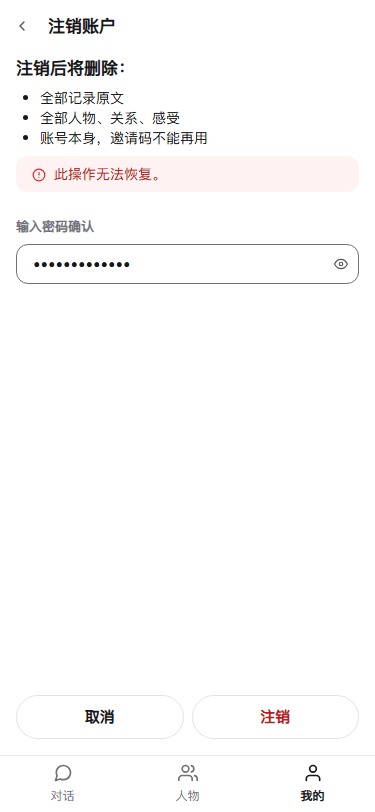 注销账户
注销后将删除：
全部记录原文
全部人物、关系、感受
账号本身，邀请码不能再用
此操作无法恢复。
输入密码确认
•••••••••••••
取消
注销
对话
人物
我的